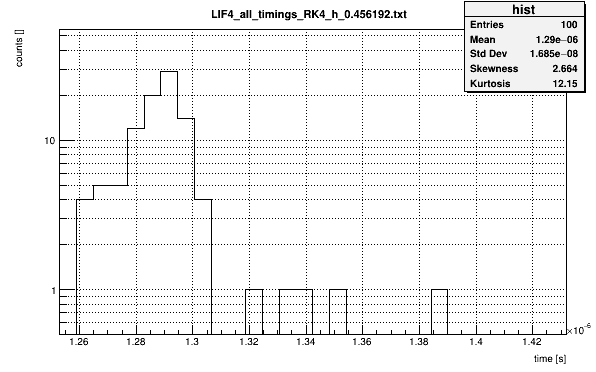 LIF4_all_timings_RK4_h_0.456192.txt
hist
Entries 100
Mean 1.29e−06
Std Dev 1.685e−08
Skewness 2.664
Kurtosis 12.15
counts []
10
1
1.26 1.28 1.3 1.32 1.34 1.36 1.38 1.4 1.42
×10−6
time [s]